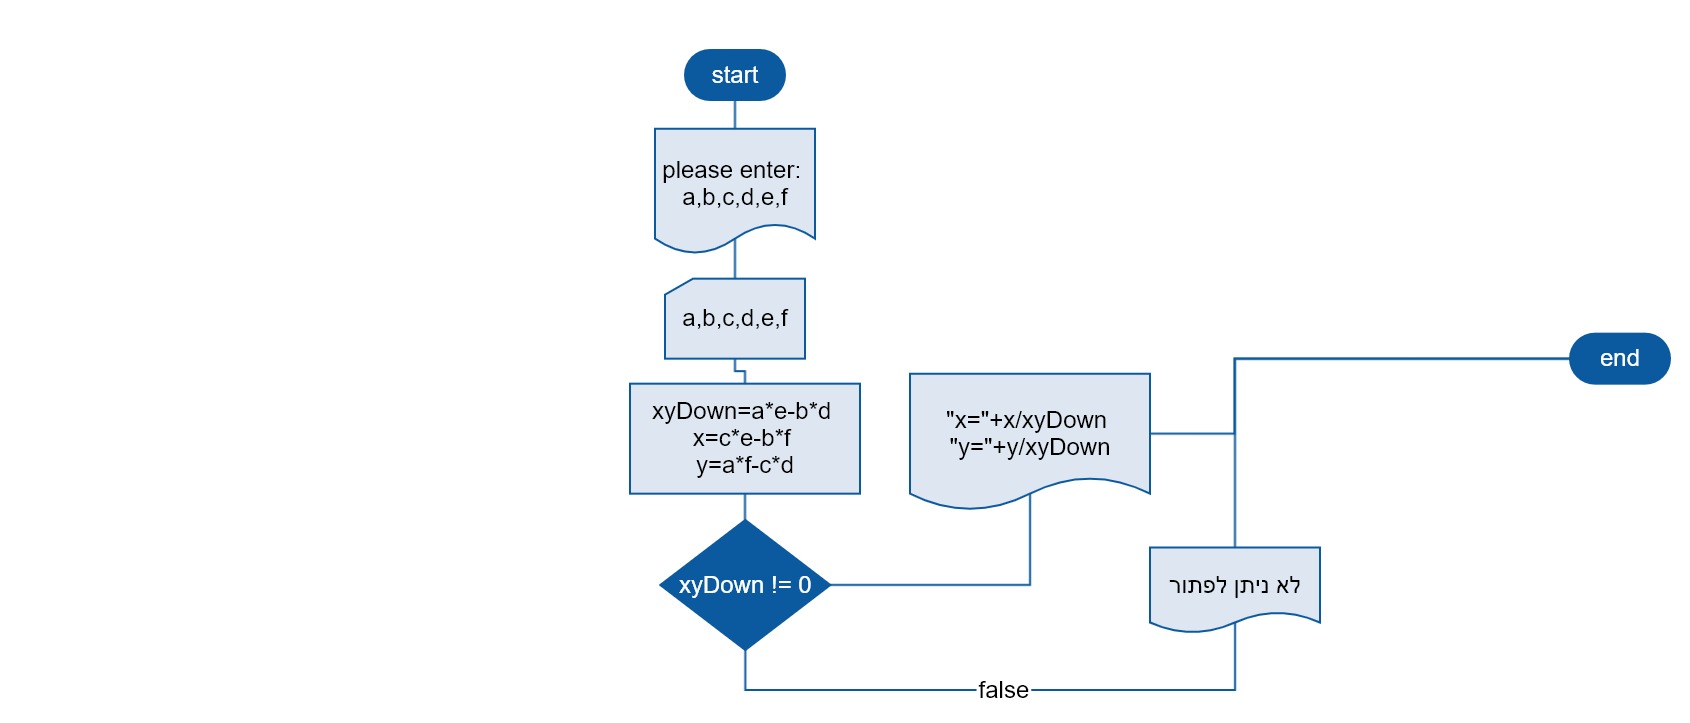 start
please enter:
a,b,c,d,e,f
a,b,c,d,e,f
xyDown=a*e-b*d
x=c*e-b*f
y=a*f-c*d
xyDown != 0
"x="+x/xyDown
"y="+y/xyDown
false
לא ניתן לפתור
end